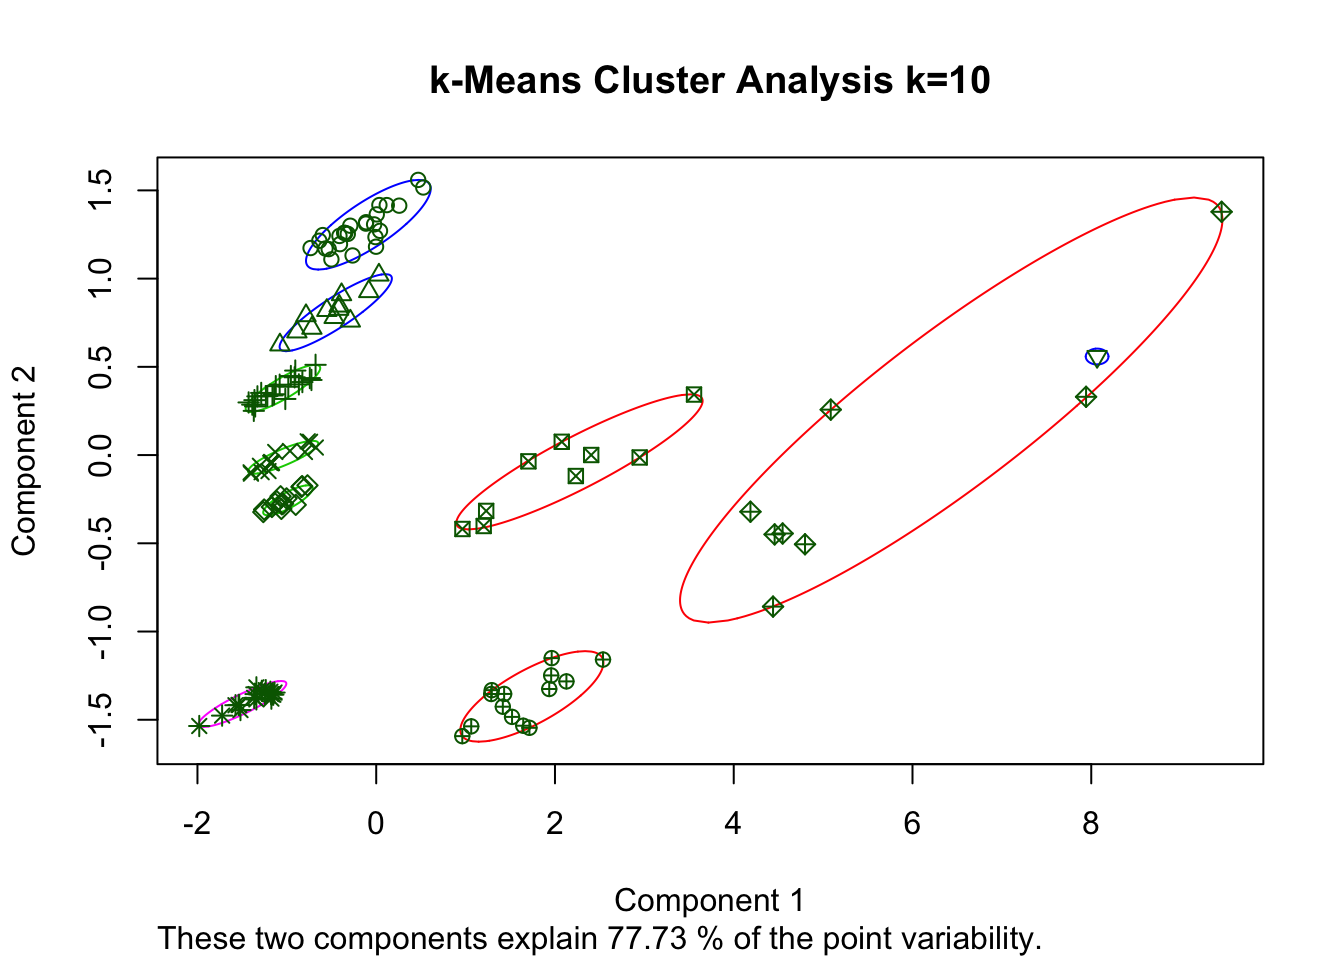 k-Means Cluster Analysis k=10
Component 2
1.5
1.0
0.5
0.0
-0.5
-1.0
-1.5
-2 0 2 4 6 8
Component 1
These two components explain 77.73 % of the point variability.